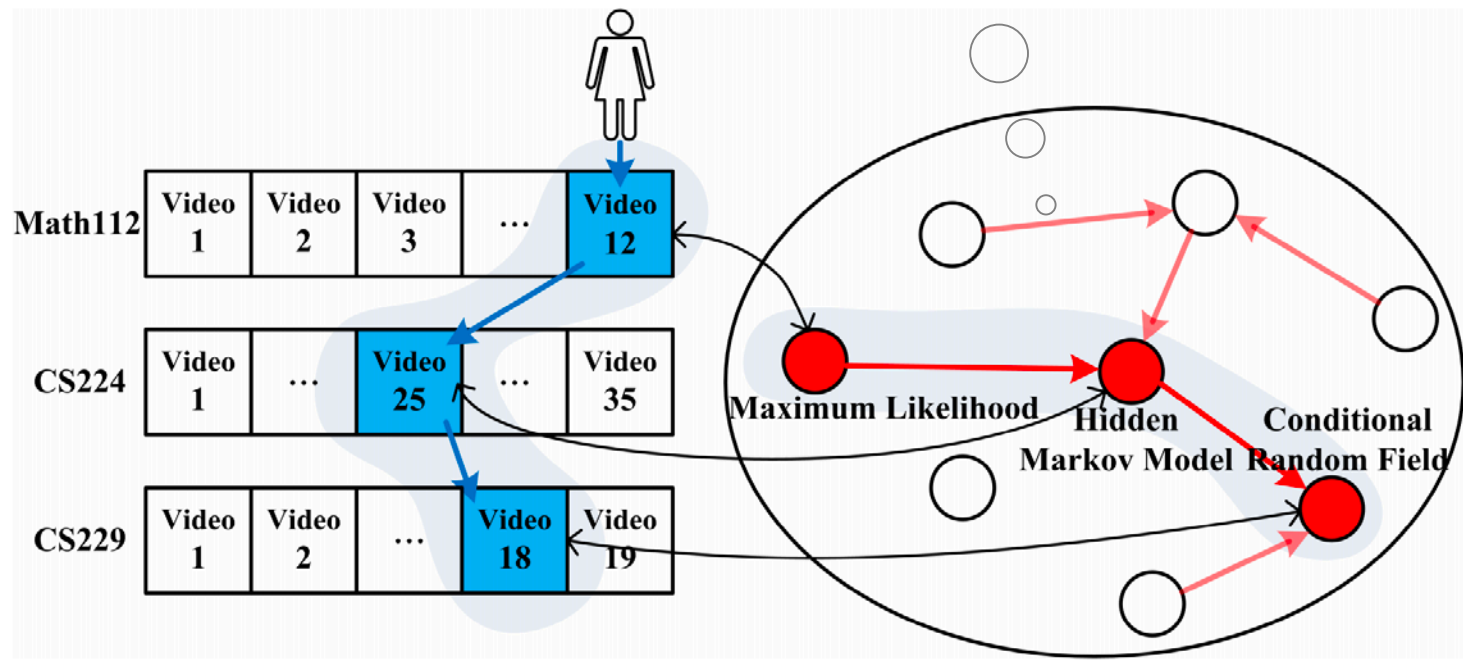 Math112
Video
1
Video
2
Video
3
...
Video
12
CS224
Video
1
...
Video
25
...
Video
35
CS229
Video
1
Video
2
...
Video
18
Video
19
Maximum Likelihood
Hidden
Markov Model
Conditional
Random Field